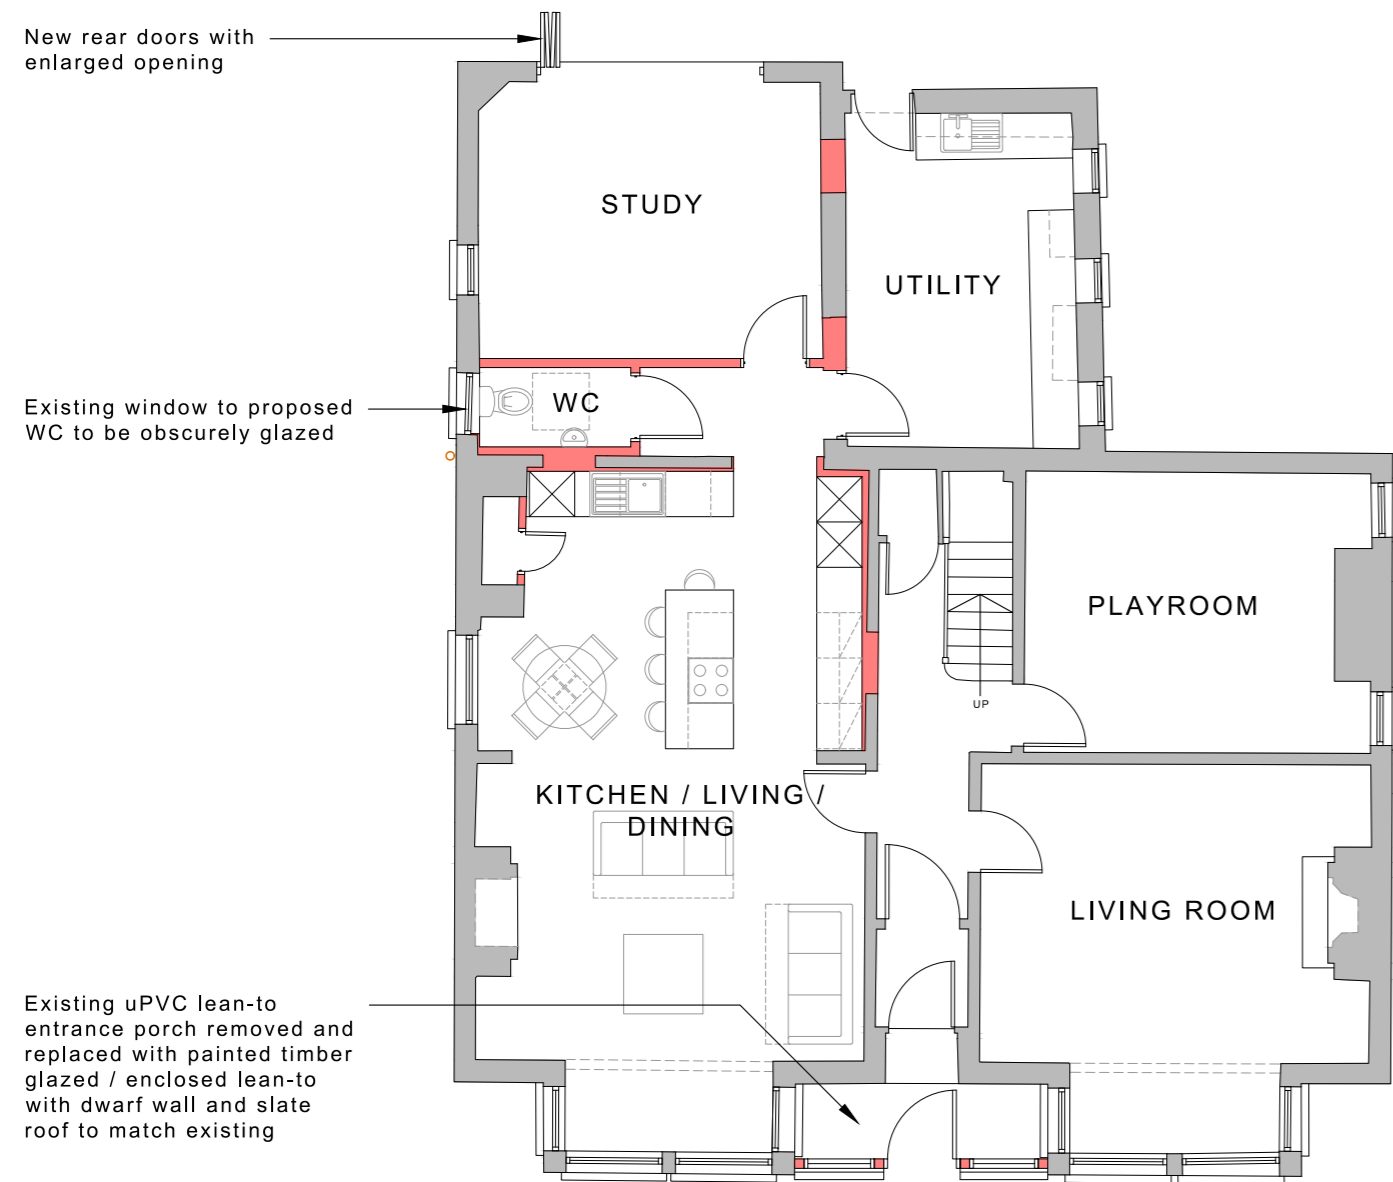 New rear doors with
enlarged opening
STUDY
UTILITY
Existing window to proposed
WC to be obscurely glazed
WC
PLAYROOM
UP
KITCHEN / LIVING /
DINING
LIVING ROOM
Existing uPVC lean-to
entrance porch removed and
replaced with painted timber
glazed / enclosed lean-to
with dwarf wall and slate
roof to match existing